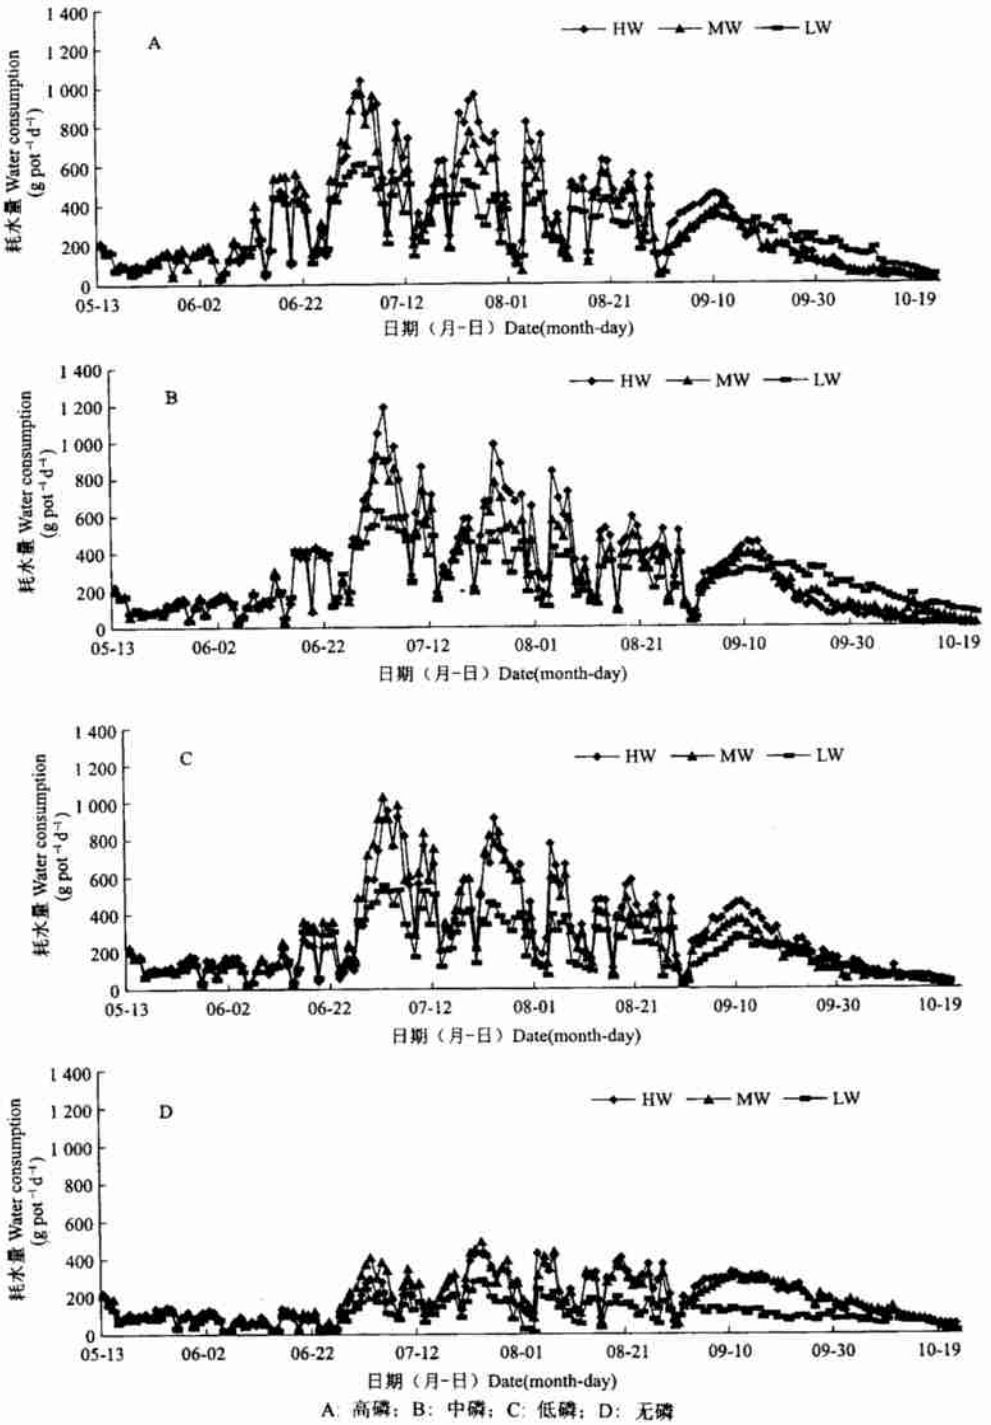 1 400
A
HW MW LW
1 200
1 000
800
600
400
200
0
耗水量 Water consumption
(g pot⁻¹ d⁻¹)
05-13 06-02 06-22 07-12 08-01 08-21 09-10 09-30 10-19
日期（月-日）Date(month-day)
1 400
B
HW MW LW
1 200
1 000
800
600
400
200
0
耗水量 Water consumption
(g pot⁻¹ d⁻¹)
05-13 06-02 06-22 07-12 08-01 08-21 09-10 09-30 10-19
日期（月-日）Date(month-day)
1 400
C
HW MW LW
1 200
1 000
800
600
400
200
0
耗水量 Water consumption
(g pot⁻¹ d⁻¹)
05-13 06-02 06-22 07-12 08-01 08-21 09-10 09-30 10-19
日期（月-日）Date(month-day)
1 400
D
HW MW LW
1 200
1 000
800
600
400
200
0
耗水量 Water consumption
(g pot⁻¹ d⁻¹)
05-13 06-02 06-22 07-12 08-01 08-21 09-10 09-30 10-19
日期（月-日）Date(month-day)
A: 高磷；B: 中磷；C: 低磷；D: 无磷